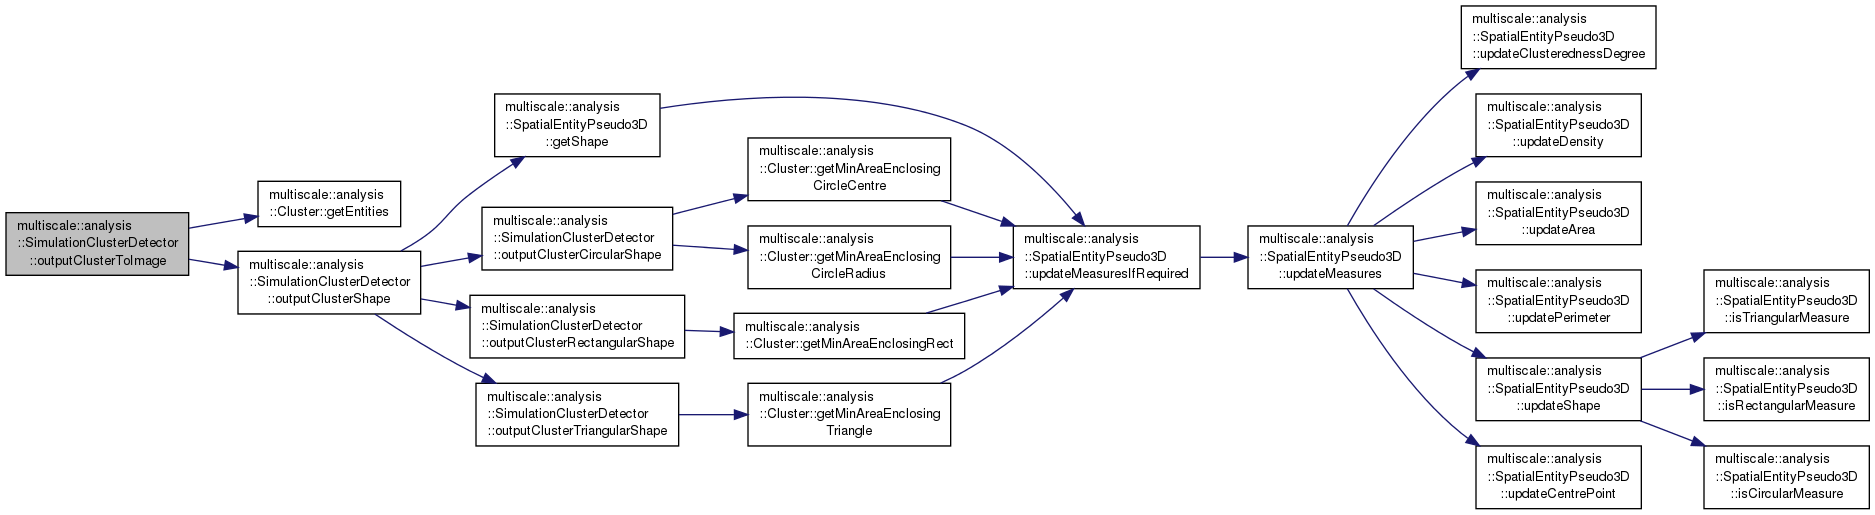 multiscale::analysis
::SimulationClusterDetector
::outputClusterToImage
multiscale::analysis
::Cluster::getEntities
multiscale::analysis
::SimulationClusterDetector
::outputClusterShape
multiscale::analysis
::SpatialEntityPseudo3D
::getShape
multiscale::analysis
::SimulationClusterDetector
::outputClusterCircularShape
multiscale::analysis
::SimulationClusterDetector
::outputClusterRectangularShape
multiscale::analysis
::SimulationClusterDetector
::outputClusterTriangularShape
multiscale::analysis
::Cluster::getMinAreaEnclosing
CircleCentre
multiscale::analysis
::Cluster::getMinAreaEnclosing
CircleRadius
multiscale::analysis
::Cluster::getMinAreaEnclosingRect
multiscale::analysis
::Cluster::getMinAreaEnclosing
Triangle
multiscale::analysis
::SpatialEntityPseudo3D
::updateMeasuresIfRequired
multiscale::analysis
::SpatialEntityPseudo3D
::updateMeasures
multiscale::analysis
::SpatialEntityPseudo3D
::updateClusterednessDegree
multiscale::analysis
::SpatialEntityPseudo3D
::updateDensity
multiscale::analysis
::SpatialEntityPseudo3D
::updateArea
multiscale::analysis
::SpatialEntityPseudo3D
::updatePerimeter
multiscale::analysis
::SpatialEntityPseudo3D
::updateShape
multiscale::analysis
::SpatialEntityPseudo3D
::updateCentrePoint
multiscale::analysis
::SpatialEntityPseudo3D
::isTriangularMeasure
multiscale::analysis
::SpatialEntityPseudo3D
::isRectangularMeasure
multiscale::analysis
::SpatialEntityPseudo3D
::isCircularMeasure